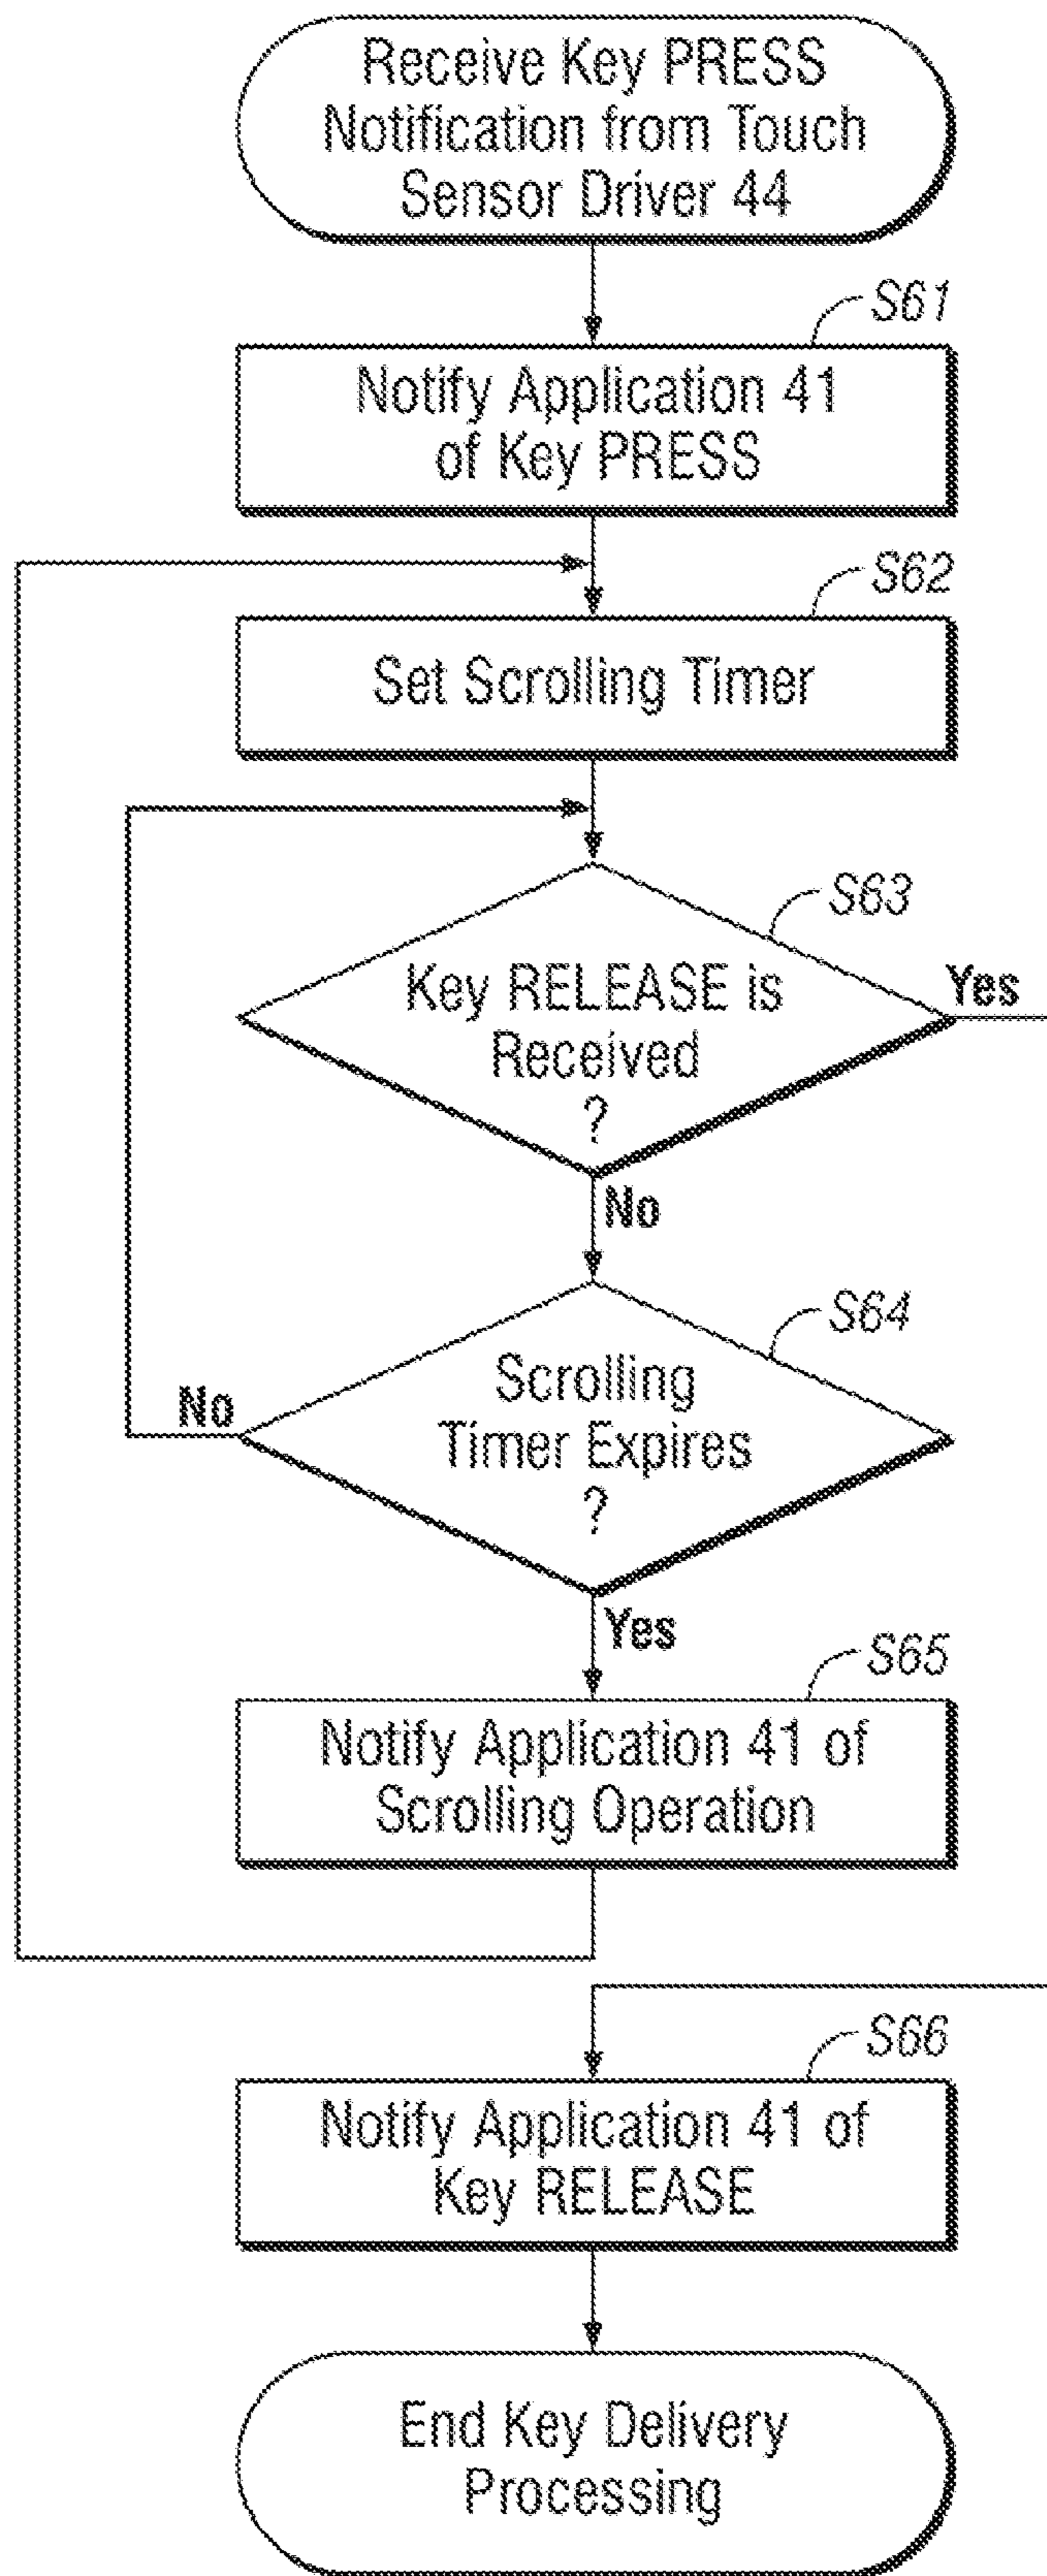 Receive Key PRESS
Notification from Touch
Sensor Driver 44
S61
Notify Application 41
of Key PRESS
S62
Set Scrolling Timer
S63
Key RELEASE is
Received
?
Yes
No
S64
Scrolling
Timer Expires
?
No
Yes
S65
Notify Application 41 of
Scrolling Operation
S66
Notify Application 41 of
Key RELEASE
End Key Delivery
Processing